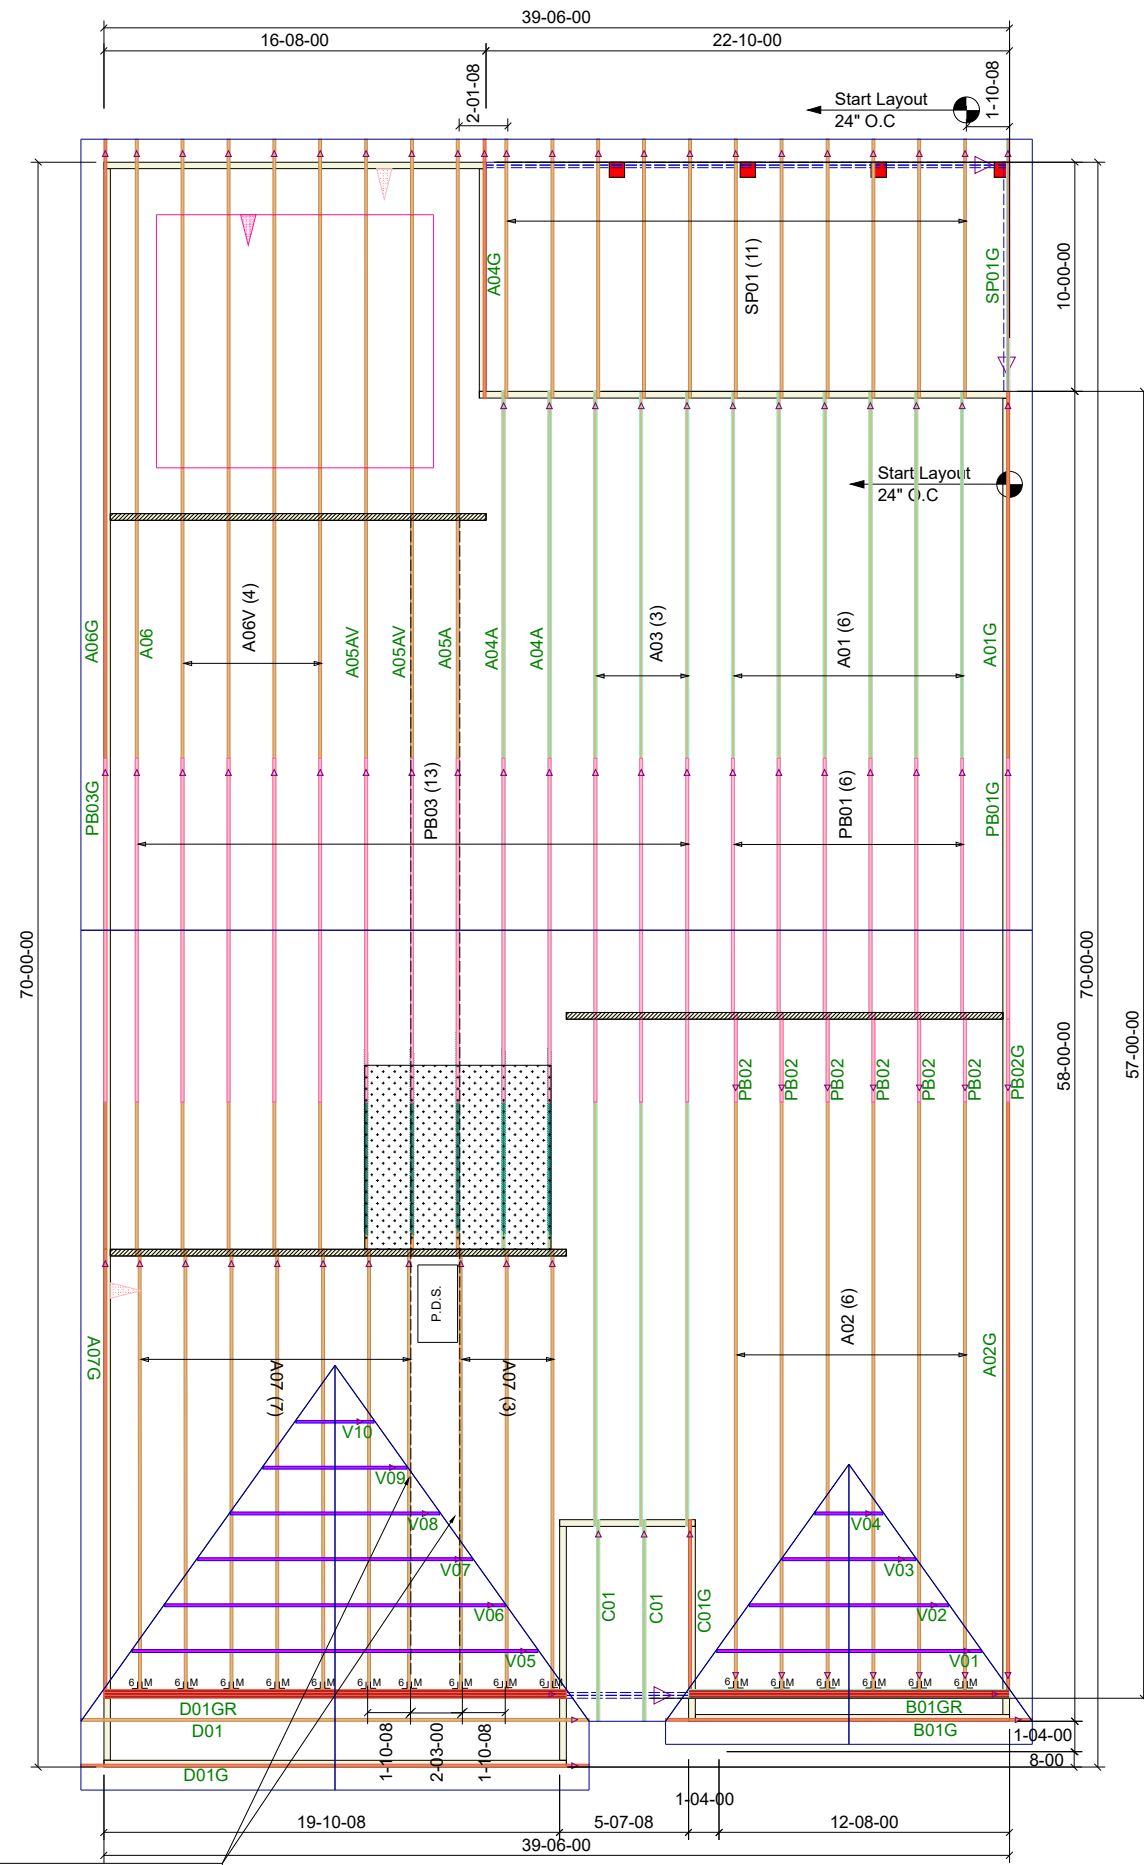 39-06-00
16-08-00
22-10-00
2-01-08
1-10-08
Start Layout
24" O.C
A04G
SP01 (11)
SP01G
10-00-00
Start Layout
24" O.C
A06G
A06
A06V (4)
A05AV
A05AV
A05A
A04A
A04A
A03 (3)
A01 (6)
A01G
PB03G
PB03 (13)
PB01 (6)
PB01G
70-00-00
70-00-00
58-00-00
57-00-00
PB02
PB02
PB02
PB02
PB02
PB02
PB02G
P.D.S.
A07G
A07 (7)
A07 (3)
A02 (6)
A02G
V10
V09
V08
V07
V06
V05
V04
V03
V02
V01
C01
C01
C01G
D01GR
D01
D01G
B01GR
B01G
1-10-08
2-03-00
1-10-08
1-04-00
8-00
1-04-00
19-10-08
5-07-08
12-08-00
39-06-00